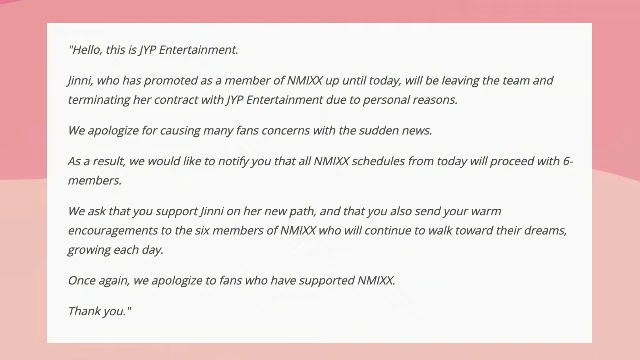 "Hello, this is JYP Entertainment.
Jinni, who has promoted as a member of NMIXX up until today, will be leaving the team and
terminating her contract with JYP Entertainment due to personal reasons.
We apologize for causing many fans concerns with the sudden news.
As a result, we would like to notify you that all NMIXX schedules from today will proceed with 6-
members.
We ask that you support Jinni on her new path, and that you also send your warm
encouragements to the six members of NMIXX who will continue to walk toward their dreams,
growing each day.
Once again, we apologize to fans who have supported NMIXX.
Thank you."